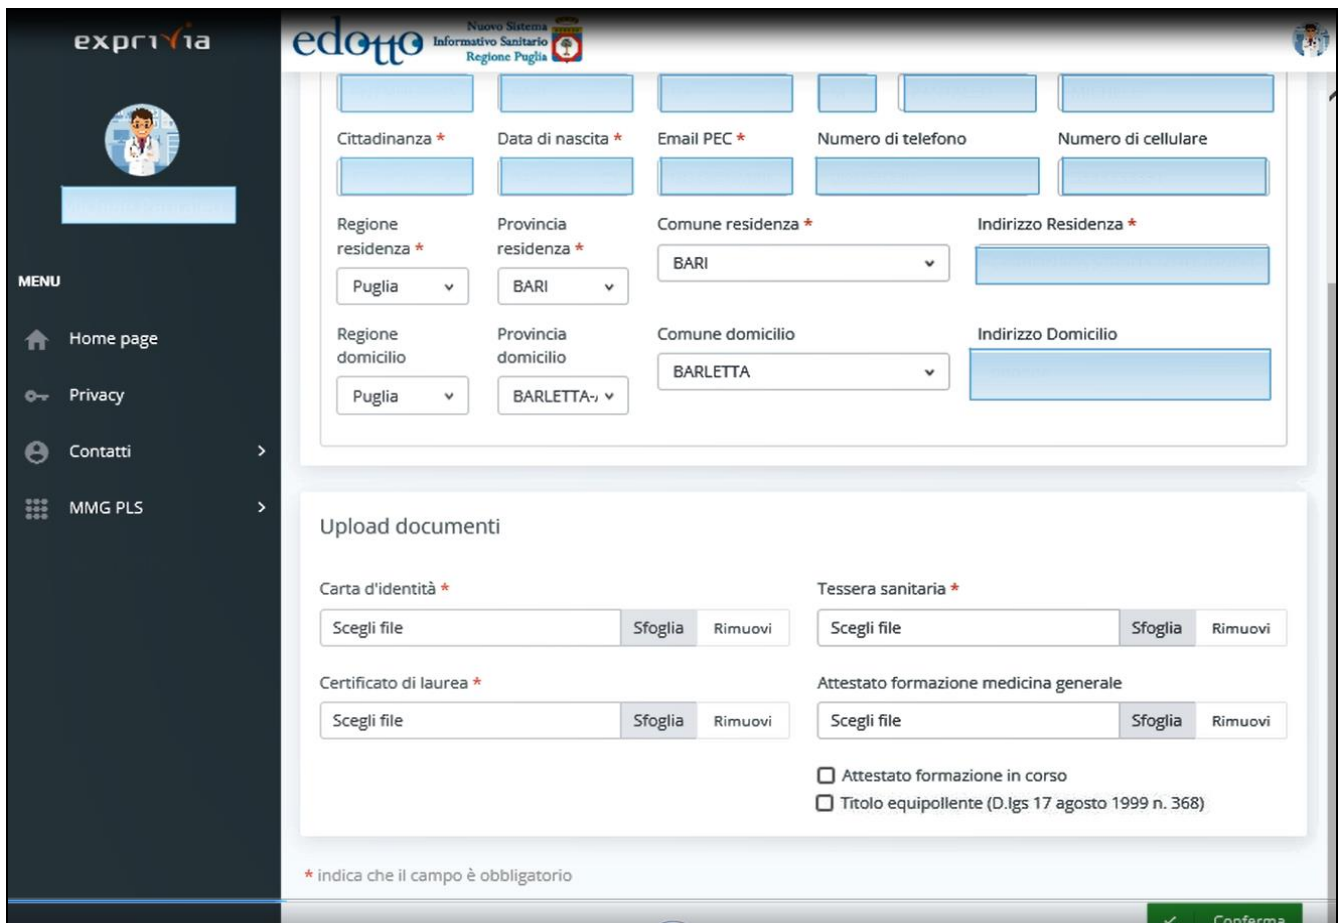 exprivia
edotto Nuovo Sistema
Informativo Sanitario
Regione Puglia
Cittadinanza * Data di nascita * Email PEC * Numero di telefono Numero di cellulare
Regione Provincia Comune residenza * Indirizzo Residenza *
residenza * residenza *
BARI
MENU
Puglia BARI
Home page
Regione Provincia Comune domicilio Indirizzo Domicilio
domicilio domicilio
BARLETTA
Privacy
Puglia BARLETTA-
Contatti
MMG PLS
Upload documenti
Carta d'identità * Tessera sanitaria *
Scegli file Sfoglia Rimuovi Scegli file Sfoglia Rimuovi
Certificato di laurea * Attestato formazione medicina generale
Scegli file Sfoglia Rimuovi Scegli file Sfoglia Rimuovi
Attestato formazione in corso
Titolo equipollente (D.lgs 17 agosto 1999 n. 368)
* indica che il campo è obbligatorio
Conferma